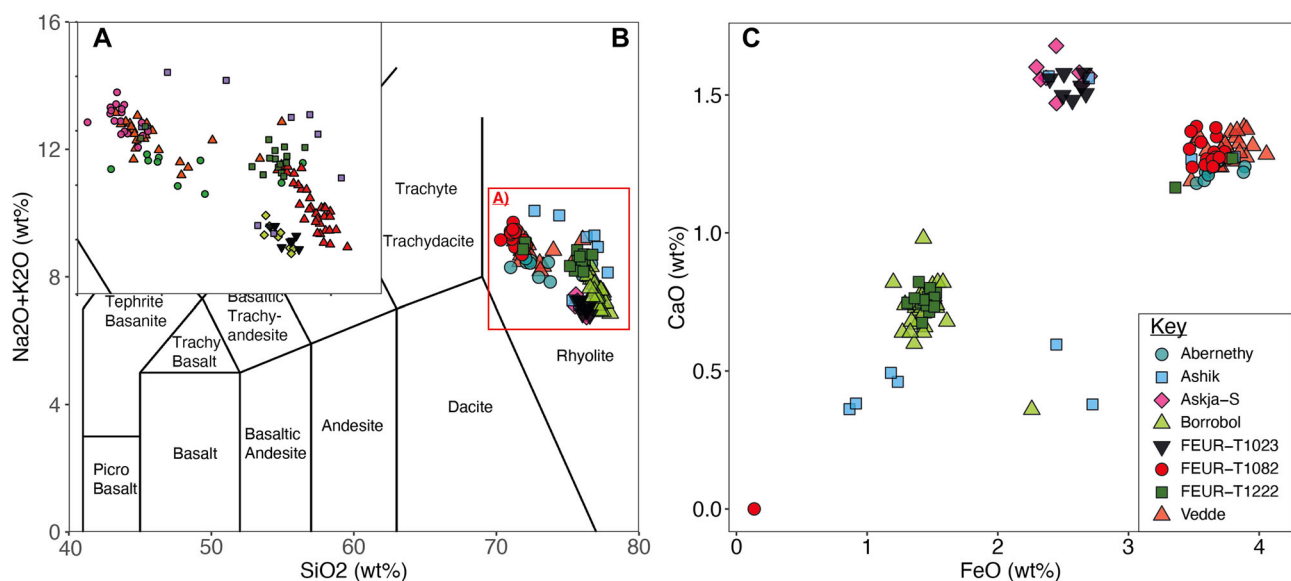 A
B
C
16
12
8
4
0
Na2O+K2O (wt%)
Trachyte
Trachydacite
A)
Tephrite
Basanite
Basaltic
Trachy-
andesite
Trachy
Basalt
Rhyolite
Picro
Basalt
Basalt
Basaltic
Andesite
Andesite
Dacite
40
50
60
70
80
SiO2 (wt%)
1.5
1.0
0.5
0.0
CaO (wt%)
Key
Abernethy
Ashik
Askja-S
Borrobol
FEUR-T1023
FEUR-T1082
FEUR-T1222
Vedde
0
1
2
3
4
FeO (wt%)